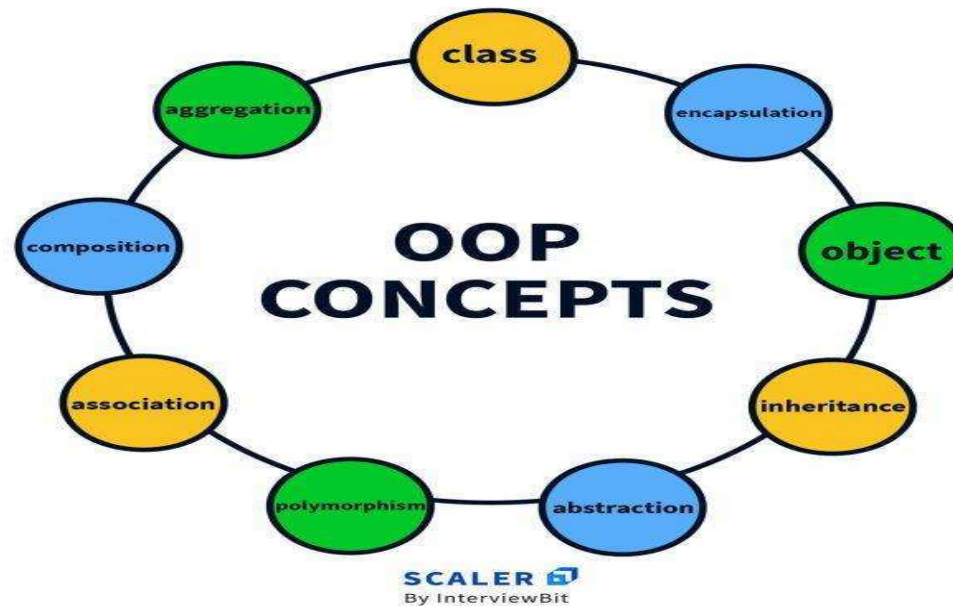 class
aggregation
encapsulation
OOP
CONCEPTS
composition
object
association
inheritance
polymorphism
abstraction
SCALER
By InterviewBit